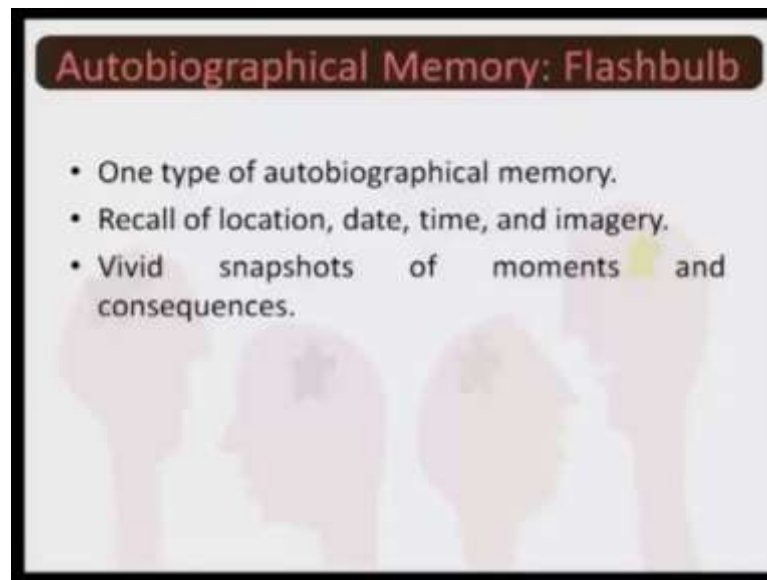 Autobiographical Memory: Flashbulb
• One type of autobiographical memory.
• Recall of location, date, time, and imagery.
• Vivid snapshots of moments and
consequences.